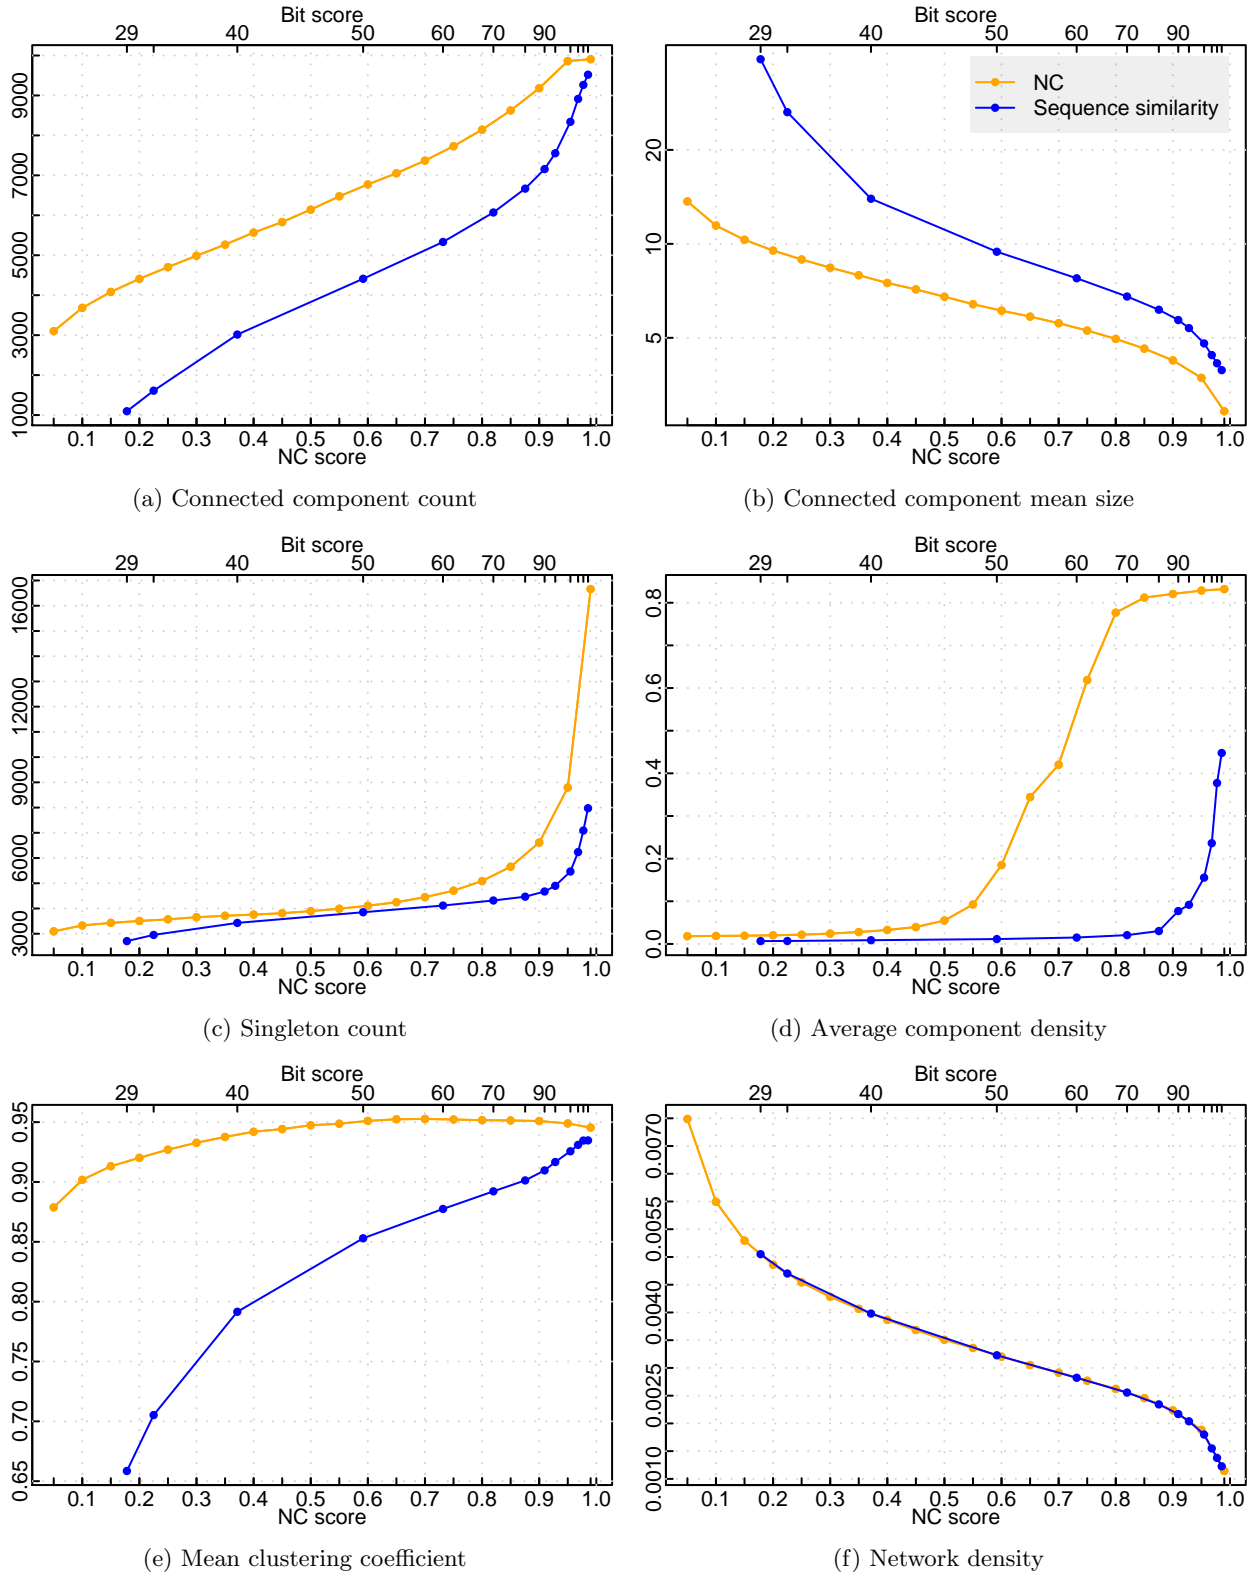 Bit score
29 40 50 60 70 90
1000 3000 5000 7000 9000
0.1 0.2 0.3 0.4 0.5 0.6 0.7 0.8 0.9 1.0
NC score
(a) Connected component count
Bit score
29 40 50 60 70 90
NC
Sequence similarity
5 10 20
0.1 0.2 0.3 0.4 0.5 0.6 0.7 0.8 0.9 1.0
NC score
(b) Connected component mean size
Bit score
29 40 50 60 70 90
3000 6000 9000 12000 16000
0.1 0.2 0.3 0.4 0.5 0.6 0.7 0.8 0.9 1.0
NC score
(c) Singleton count
Bit score
29 40 50 60 70 90
0.0 0.2 0.4 0.6 0.8
0.1 0.2 0.3 0.4 0.5 0.6 0.7 0.8 0.9 1.0
NC score
(d) Average component density
Bit score
29 40 50 60 70 90
0.65 0.70 0.75 0.80 0.85 0.90 0.95
0.1 0.2 0.3 0.4 0.5 0.6 0.7 0.8 0.9 1.0
NC score
(e) Mean clustering coefficient
Bit score
29 40 50 60 70 90
0.0010 0.0025 0.0040 0.0055 0.0070
0.1 0.2 0.3 0.4 0.5 0.6 0.7 0.8 0.9 1.0
NC score
(f) Network density